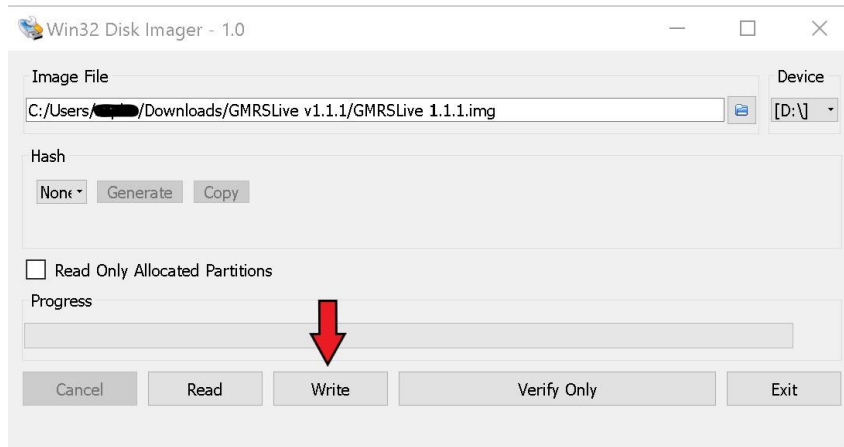 Win32 Disk Imager - 1.0
Image File
Device
C:/Users/ /Downloads/GMRSLive v1.1.1/GMRSLive 1.1.1.img
[D:\]
Hash
None
Generate
Copy
Read Only Allocated Partitions
Progress
Cancel
Read
Write
Verify Only
Exit